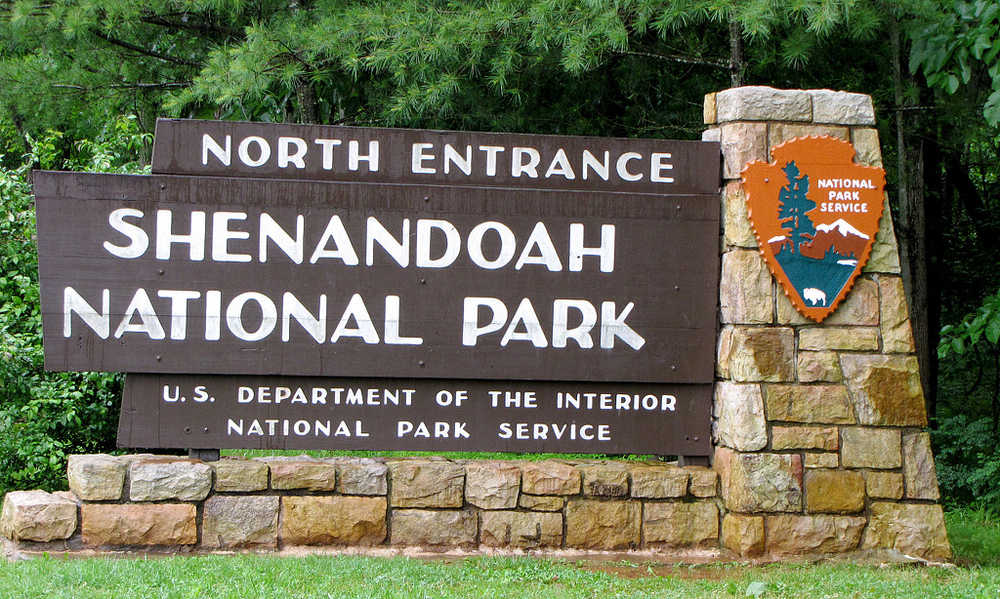 NORTH ENTRANCE
SHENANDOAH
NATIONAL PARK
U.S. DEPARTMENT OF THE INTERIOR
NATIONAL PARK SERVICE
NATIONAL
PARK
SERVICE